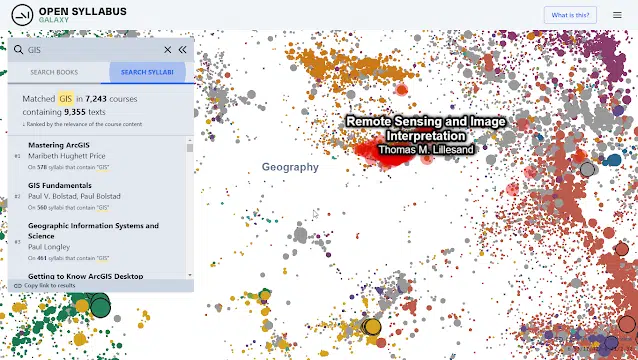 OPEN SYLLABUS
GALAXY
What is this?
GIS
SEARCH BOOKS
SEARCH SYLLABI
Matched GIS in 7,243 courses
containing 9,355 texts
↓ Ranked by the relevance of the course content
Mastering ArcGIS
#1 Maribeth Hughett Price
On 578 syllabi that contain "GIS"
GIS Fundamentals
#2 Paul V. Bolstad, Paul Bolstad
On 560 syllabi that contain "GIS"
Geographic Information Systems and
Science
#3 Paul Longley
On 461 syllabi that contain "GIS"
Getting to Know ArcGIS Desktop
Copy link to results
Remote Sensing and Image
Interpretation
Thomas M. Lillesand
Geography